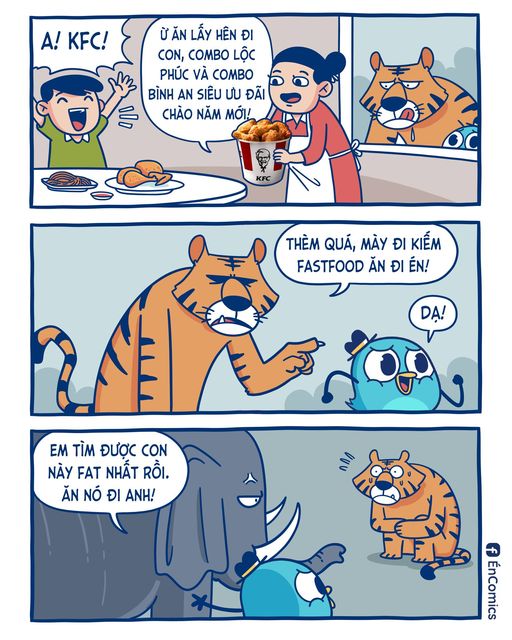 A! KFC!
Ừ ĂN LẤY HÊN ĐI
CON, COMBO LỘC
PHÚC VÀ COMBO
BÌNH AN SIÊU ƯU ĐÃI
CHÀO NĂM MỚI!
KFC
THÈM QUÁ, MÀY ĐI KIẾM
FASTFOOD ĂN ĐI ÉN!
DẠ!
EM TÌM ĐƯỢC CON
NÀY FAT NHẤT RỒI.
ĂN NÓ ĐI ANH!
ÉnComics